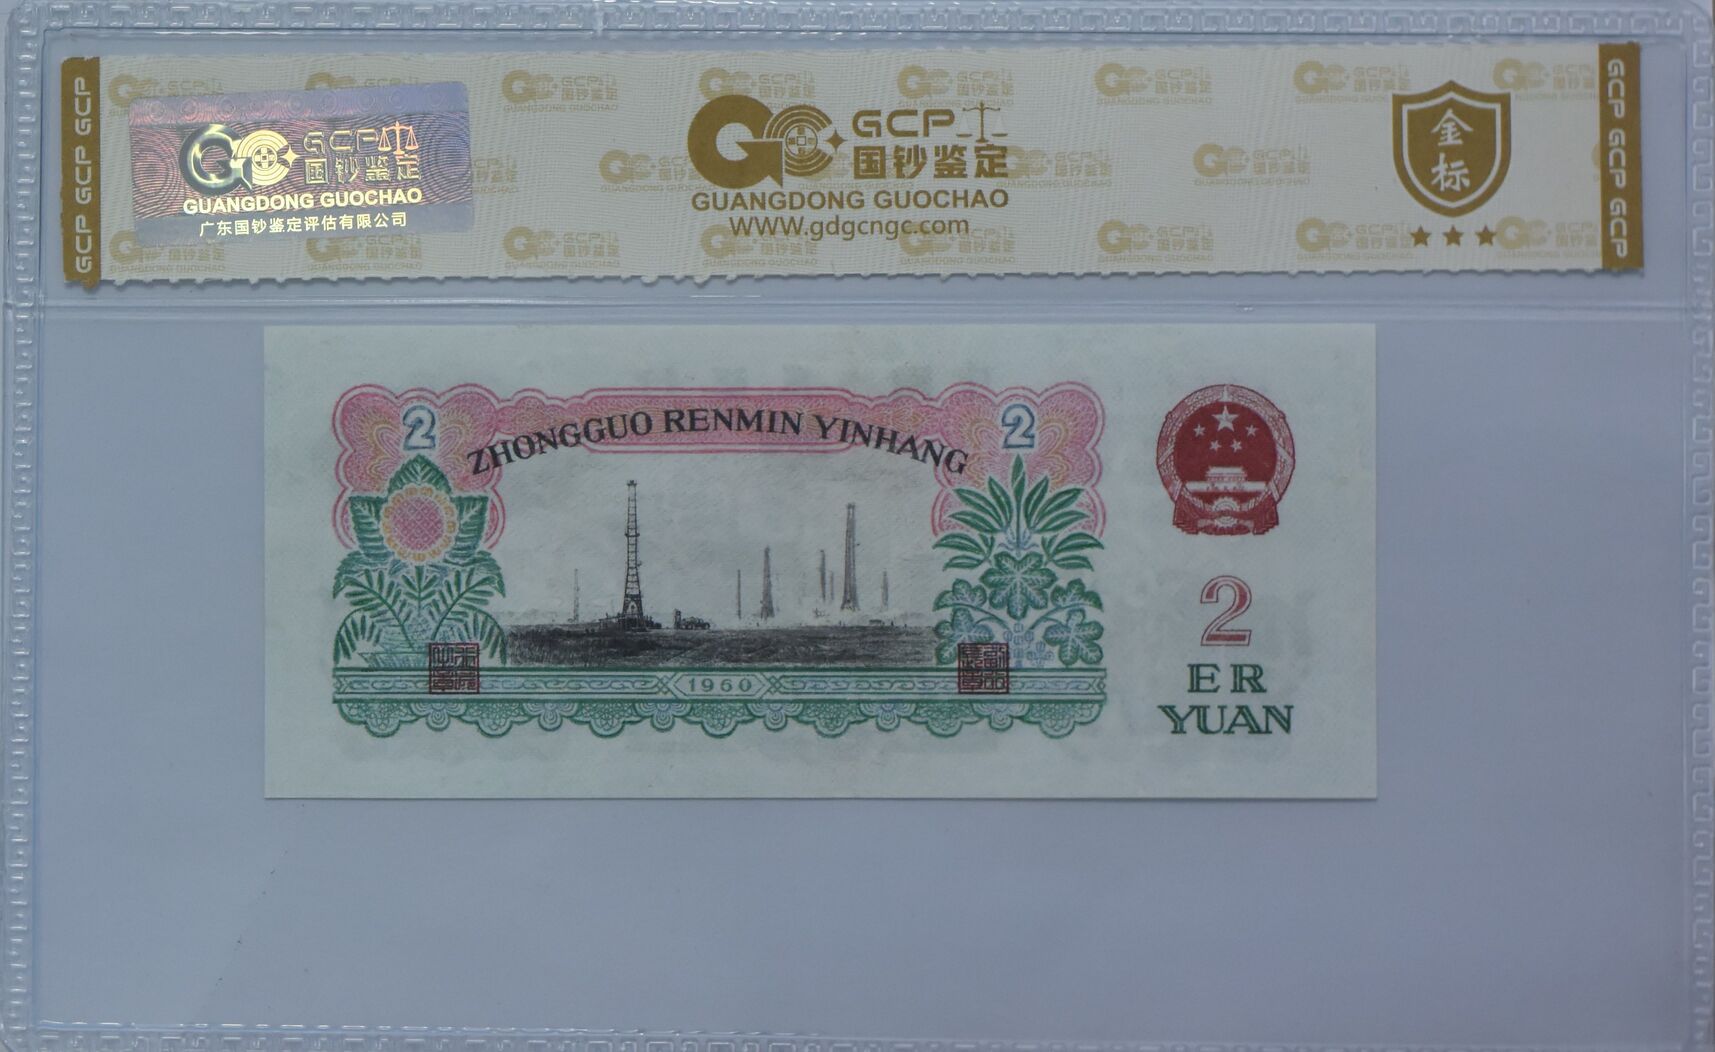 GCP GCP GCP
GCP
国钞鉴定
GUANGDONG GUOCHAO
广东国钞鉴定评估有限公司
GCP
国钞鉴定
GUANGDONG GUOCHAO
WWW.gdgcngc.com
金标
GCP GCP GCP
2
ZHONGGUO RENMIN YINHANG
2
1960
2
ER
YUAN